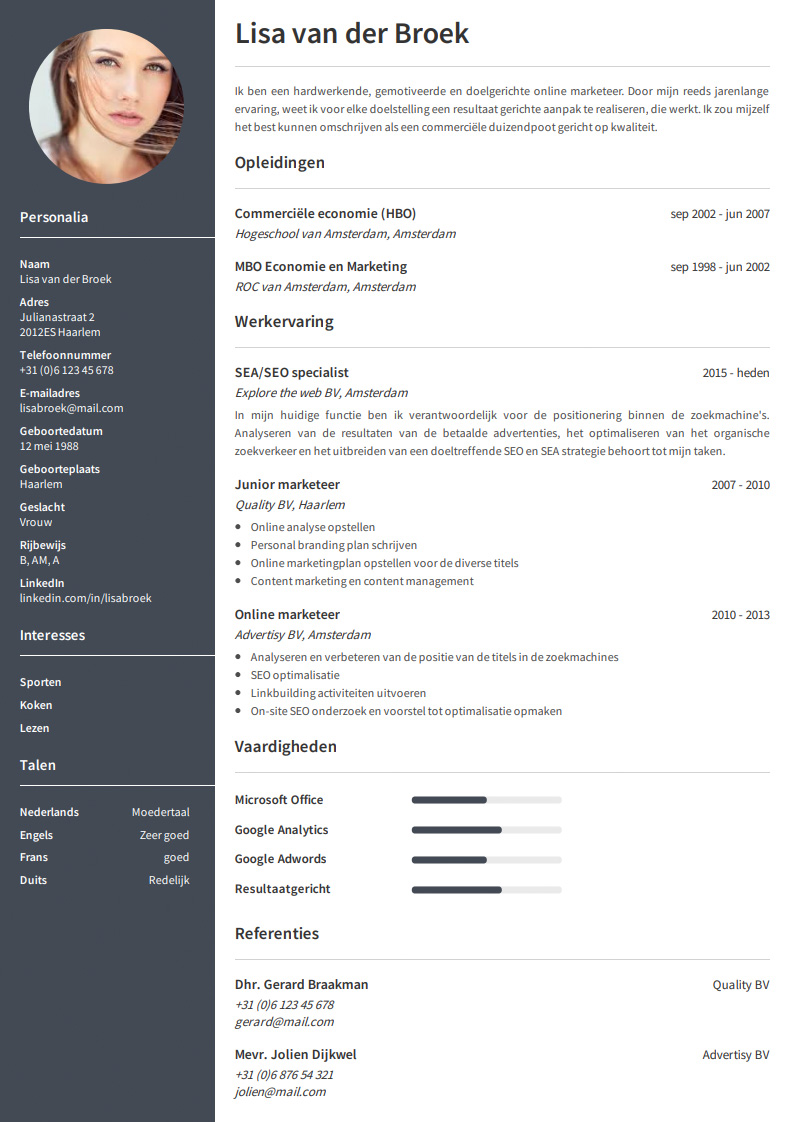 Personalia
Naam
Lisa van der Broek
Adres
Julianastraat 2
2012ES Haarlem
Telefoonnummer
+31 (0)6 123 45 678
E-mailadres
lisabroek@mail.com
Geboortedatum
12 mei 1988
Geboorteplaats
Haarlem
Geslacht
Vrouw
Rijbewijs
B, AM, A
LinkedIn
linkedin.com/in/lisabroek
Interesses
Sporten
Koken
Lezen
Talen
Nederlands Moedertaal
Engels Zeer goed
Frans goed
Duits Redelijk
Lisa van der Broek
Ik ben een hardwerkende, gemotiveerde en doelgerichte online marketeer. Door mijn reeds jarenlange
ervaring, weet ik voor elke doelstelling een resultaat gerichte aanpak te realiseren, die werkt. Ik zou mijzelf
het best kunnen omschrijven als een commerciële duizendpoot gericht op kwaliteit.
Opleidingen
Commerciële economie (HBO) sep 2002 - jun 2007
Hogeschool van Amsterdam, Amsterdam
MBO Economie en Marketing sep 1998 - jun 2002
ROC van Amsterdam, Amsterdam
Werkervaring
SEA/SEO specialist 2015 - heden
Explore the web BV, Amsterdam
In mijn huidige functie ben ik verantwoordelijk voor de positionering binnen de zoekmachine's.
Analyseren van de resultaten van de betaalde advertenties, het optimaliseren van het organische
zoekverkeer en het uitbreiden van een doeltreffende SEO en SEA strategie behoort tot mijn taken.
Junior marketeer 2007 - 2010
Quality BV, Haarlem
• Online analyse opstellen
• Personal branding plan schrijven
• Online marketingplan opstellen voor de diverse titels
• Content marketing en content management
Online marketeer 2010 - 2013
Advertisy BV, Amsterdam
• Analyseren en verbeteren van de positie van de titels in de zoekmachines
• SEO optimalisatie
• Linkbuilding activiteiten uitvoeren
• On-site SEO onderzoek en voorstel tot optimalisatie opmaken
Vaardigheden
Microsoft Office
Google Analytics
Google Adwords
Resultaatgericht
Referenties
Dhr. Gerard Braakman Quality BV
+31 (0)6 123 45 678
gerard@mail.com
Mevr. Jolien Dijkwel Advertisy BV
+31 (0)6 876 54 321
jolien@mail.com